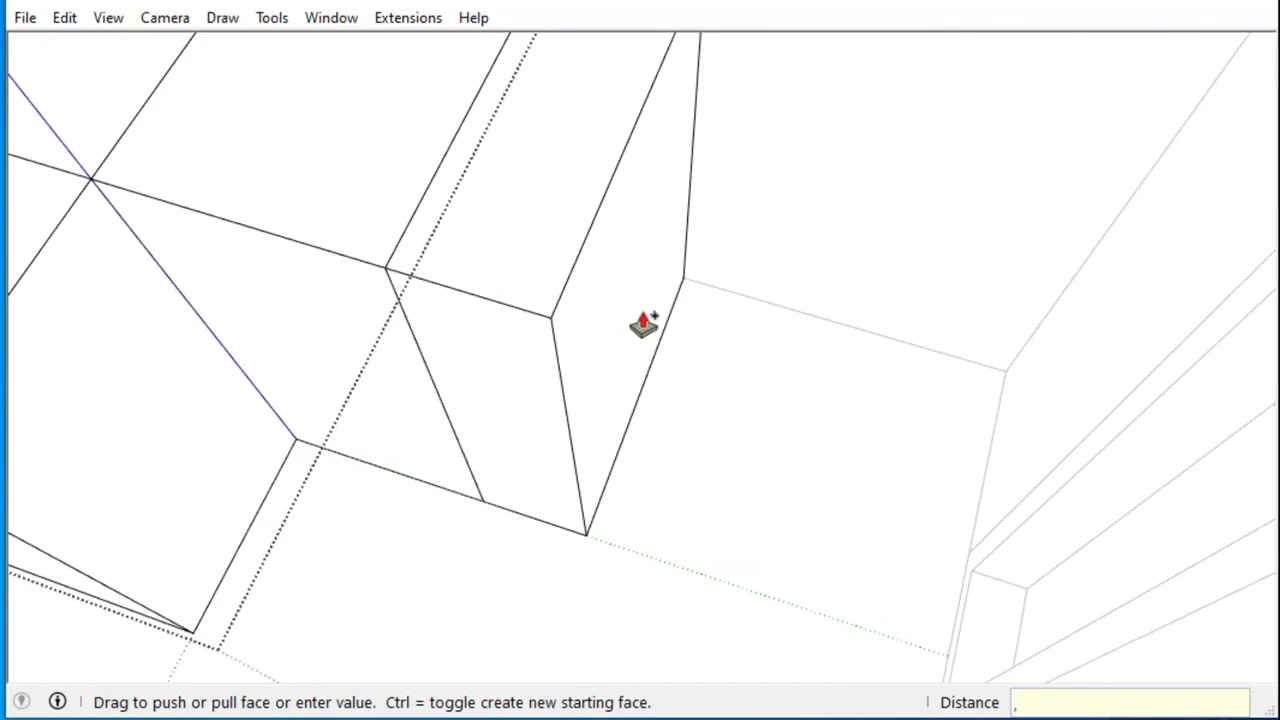 File Edit View Camera Draw Tools Window Extensions Help
Drag to push or pull face or enter value. Ctrl = toggle create new starting face. Distance ,